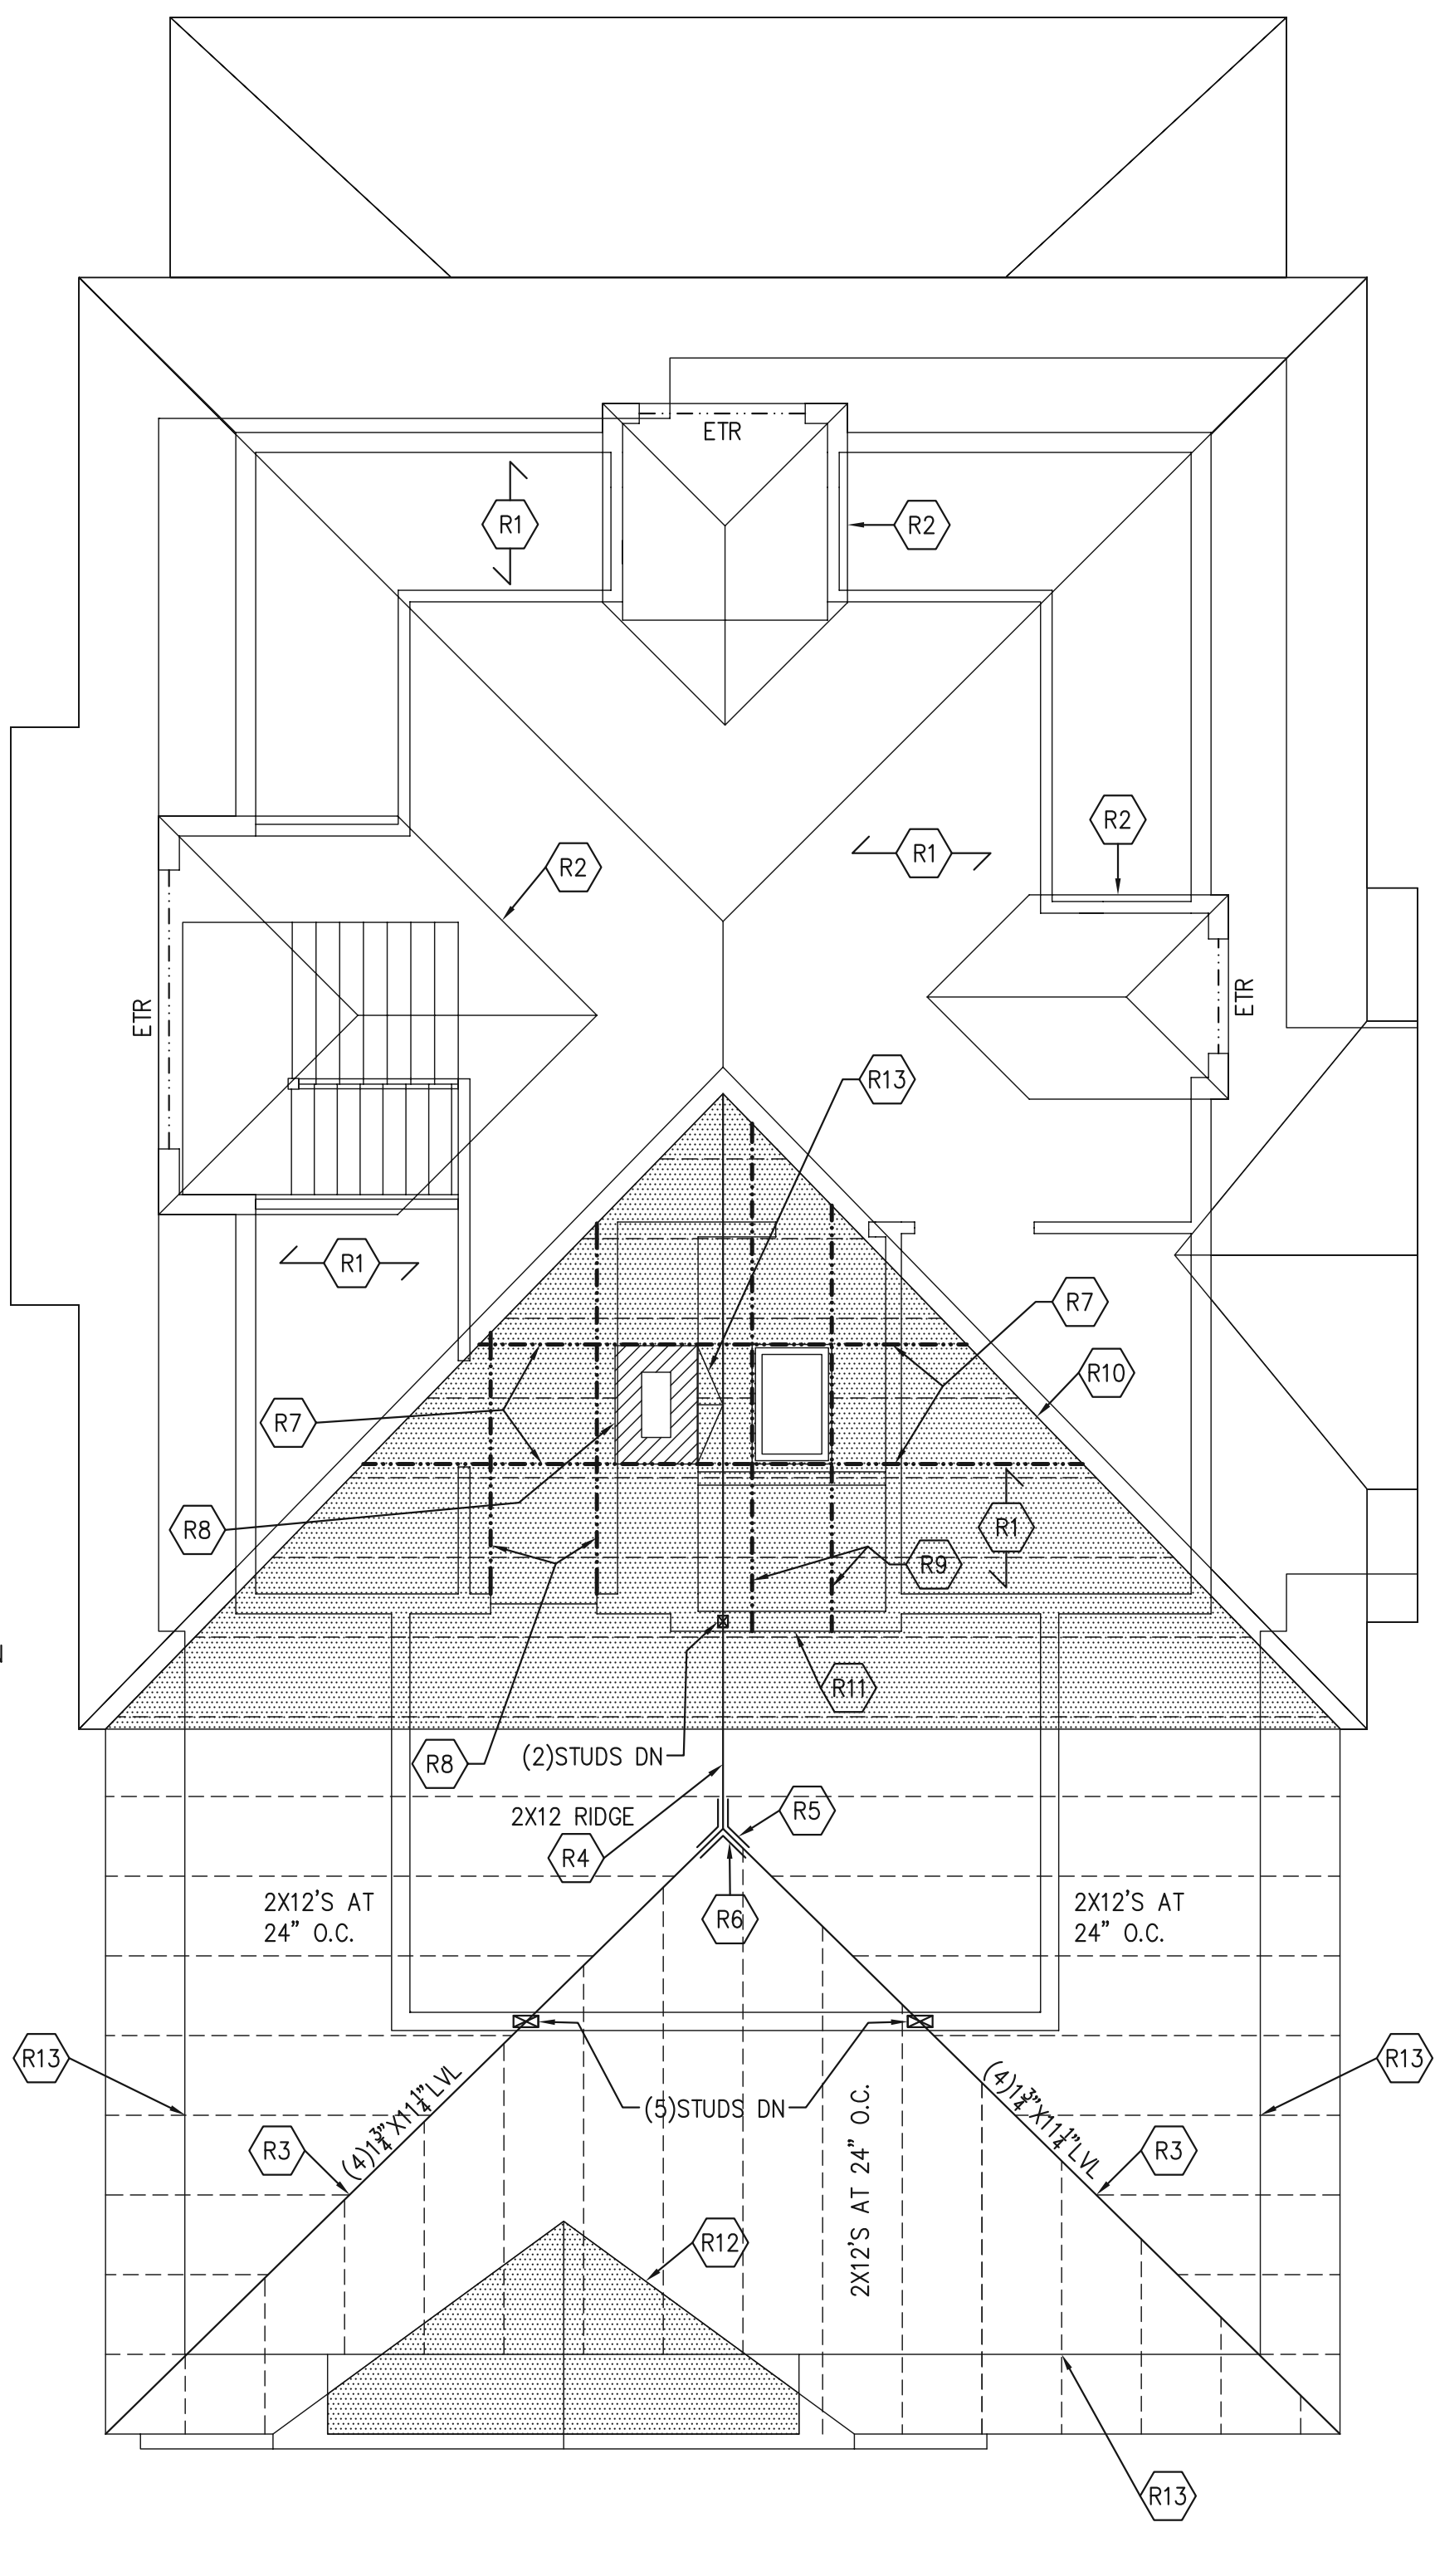 ETR
R1
R2
R2
R1
R2
ETR
ETR
R13
R1
R7
R10
R7
R8
R1
R9
R11
R8
(2)STUDS DN
2X12 RIDGE
R5
R4
R6
2X12'S AT
24" O.C.
2X12'S AT
24" O.C.
R13
R13
(4)1¾"X11¼"LVL
(4)1¾"X11¼"LVL
(5)STUDS DN
R3
R3
2X12'S AT 24" O.C.
R12
R13